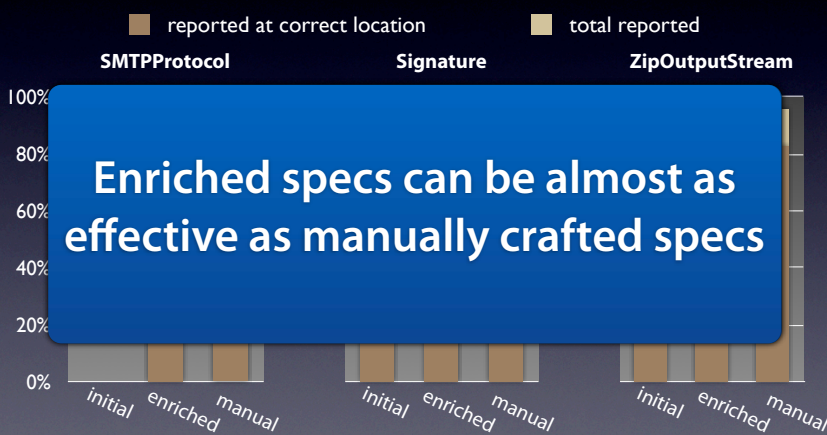 reported at correct location total reported
SMTPProtocol Signature ZipOutputStream
100%
80%
60%
40%
20%
0%
Enriched specs can be almost as
effective as manually crafted specs
initial enriched manual initial enriched manual initial enriched manual